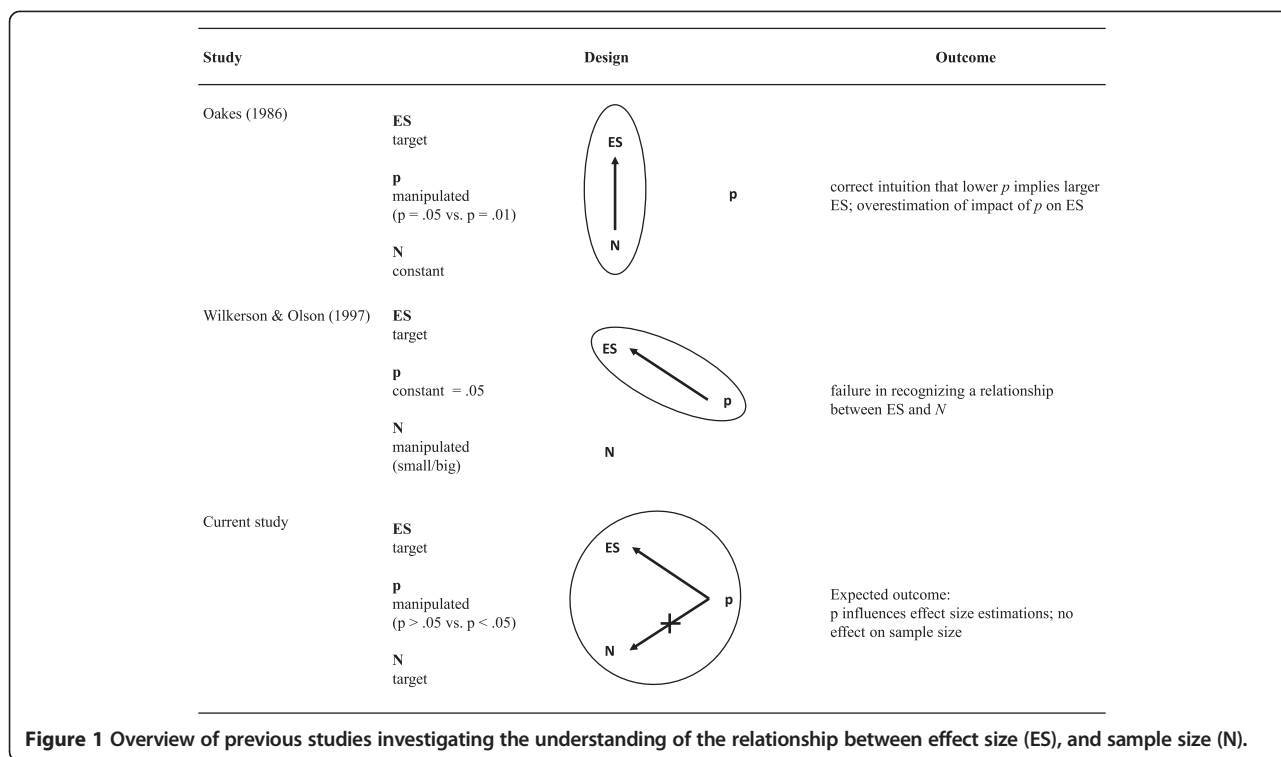 Study Design Outcome
Oakes (1986)
ES
target
p
manipulated
(p = .05 vs. p = .01)
N
constant
ES
N
p
correct intuition that lower p implies larger
ES; overestimation of impact of p on ES
Wilkerson & Olson (1997)
ES
target
p
constant = .05
N
manipulated
(small/big)
ES
p
N
failure in recognizing a relationship
between ES and N
Current study
ES
target
p
manipulated
(p > .05 vs. p < .05)
N
target
ES
p
N
Expected outcome:
p influences effect size estimations; no
effect on sample size
Figure 1 Overview of previous studies investigating the understanding of the relationship between effect size (ES), and sample size (N).